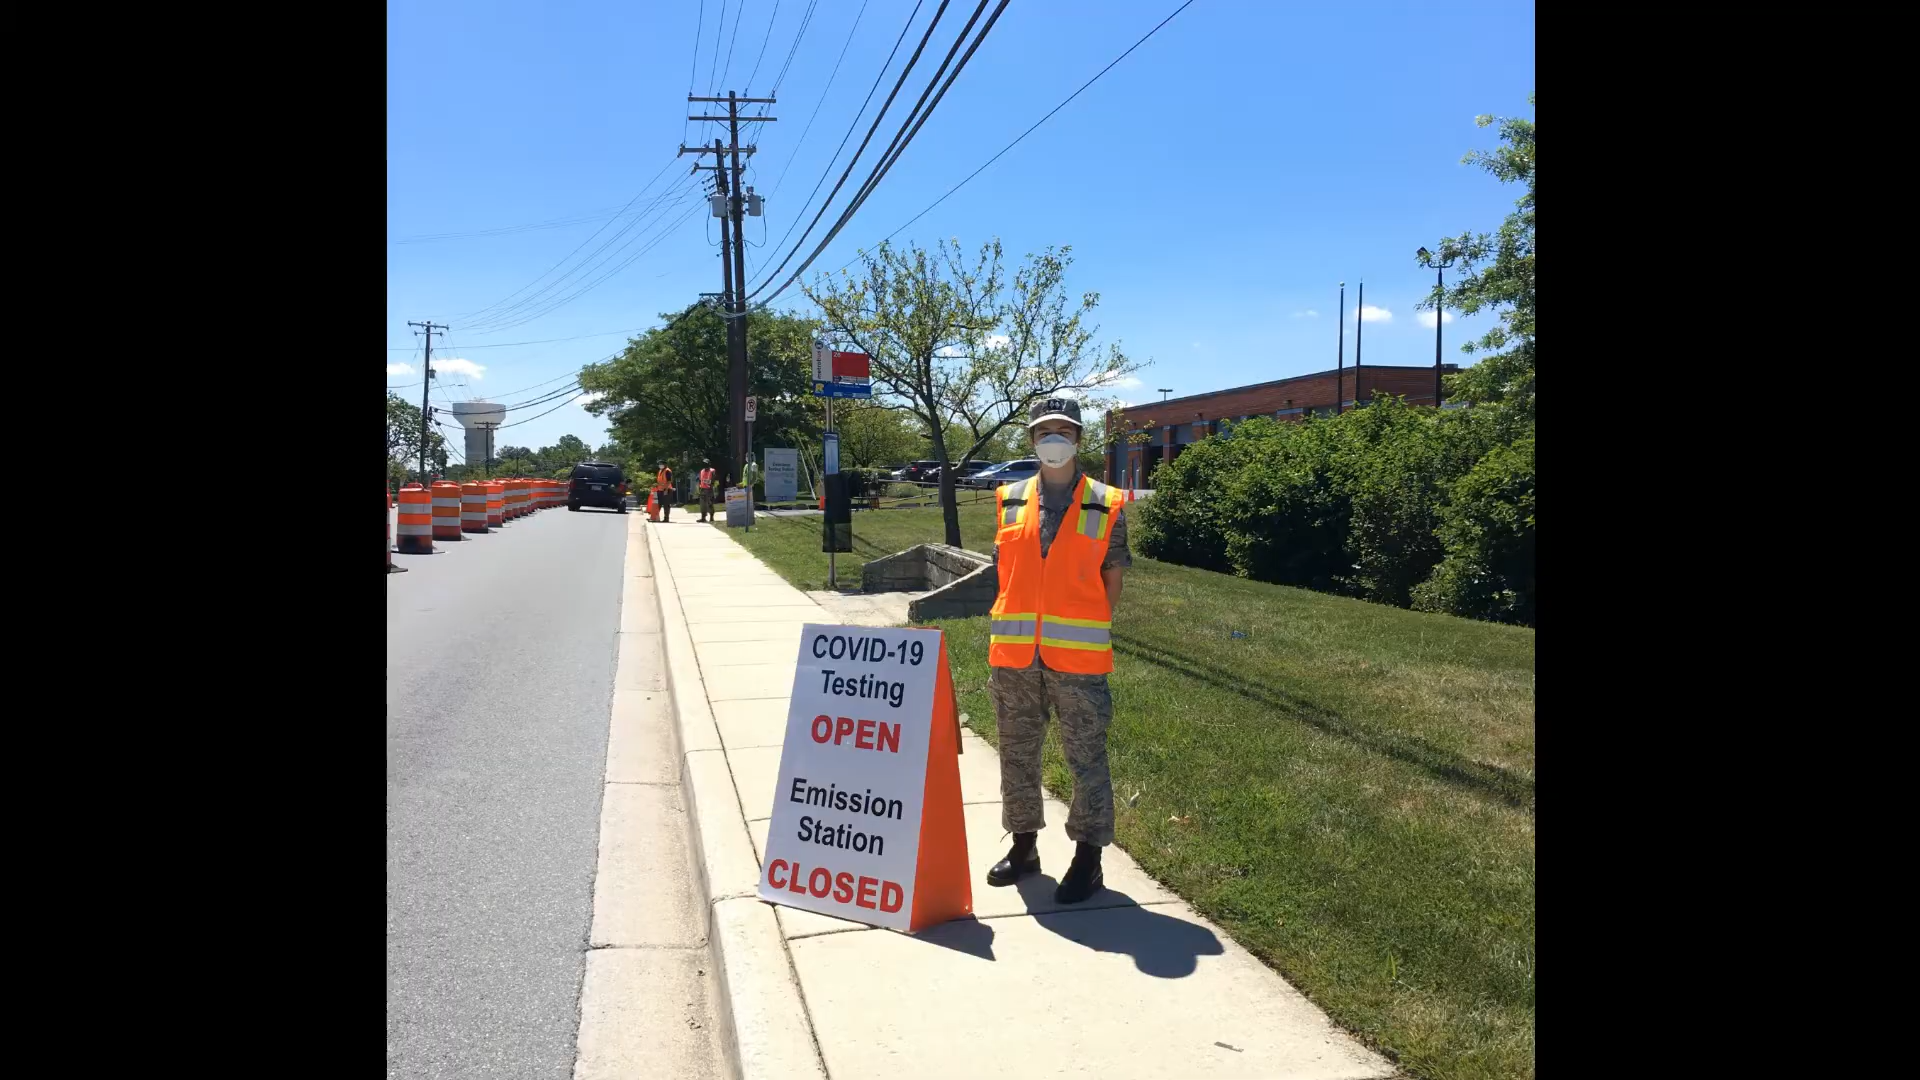 COVID-19
Testing
OPEN
Emission
Station
CLOSED